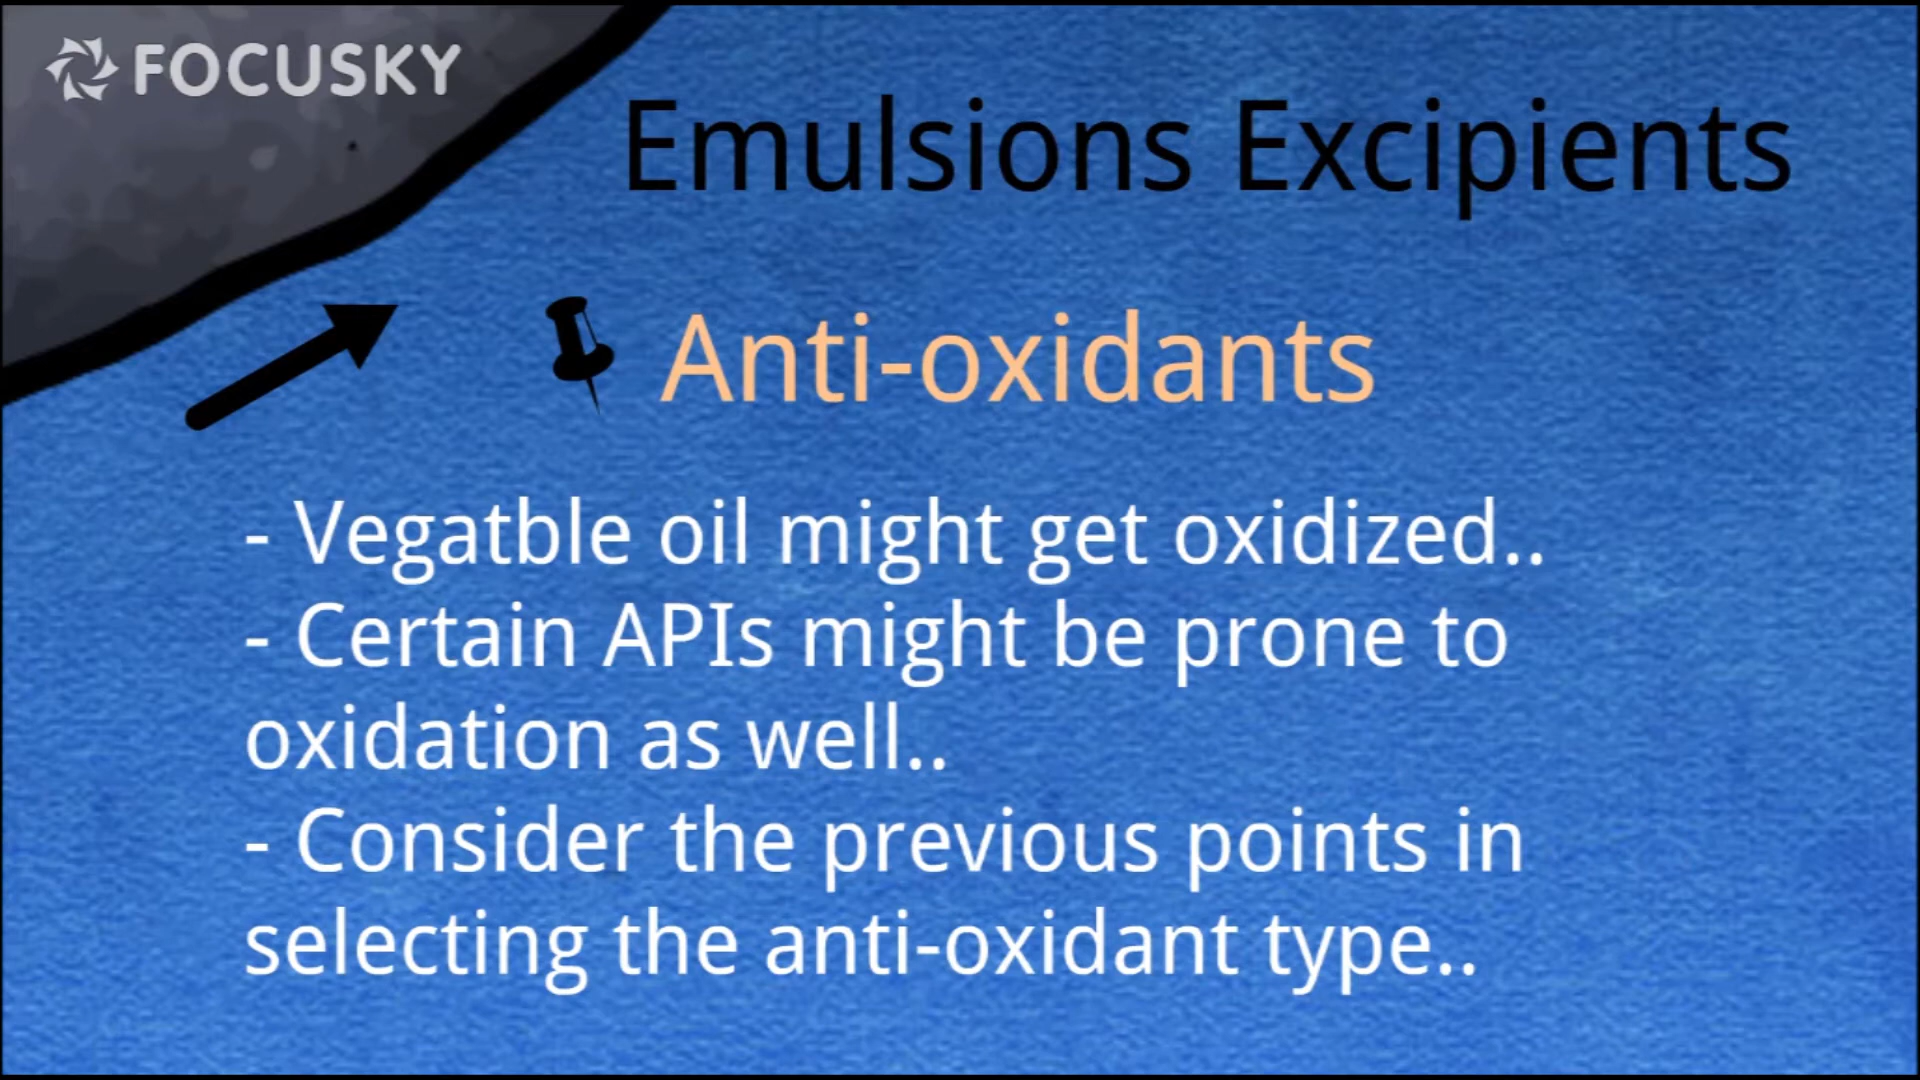 FOCUSKY
Emulsions Excipients
Anti-oxidants
- Vegatble oil might get oxidized..
- Certain APIs might be prone to
oxidation as well..
- Consider the previous points in
selecting the anti-oxidant type..